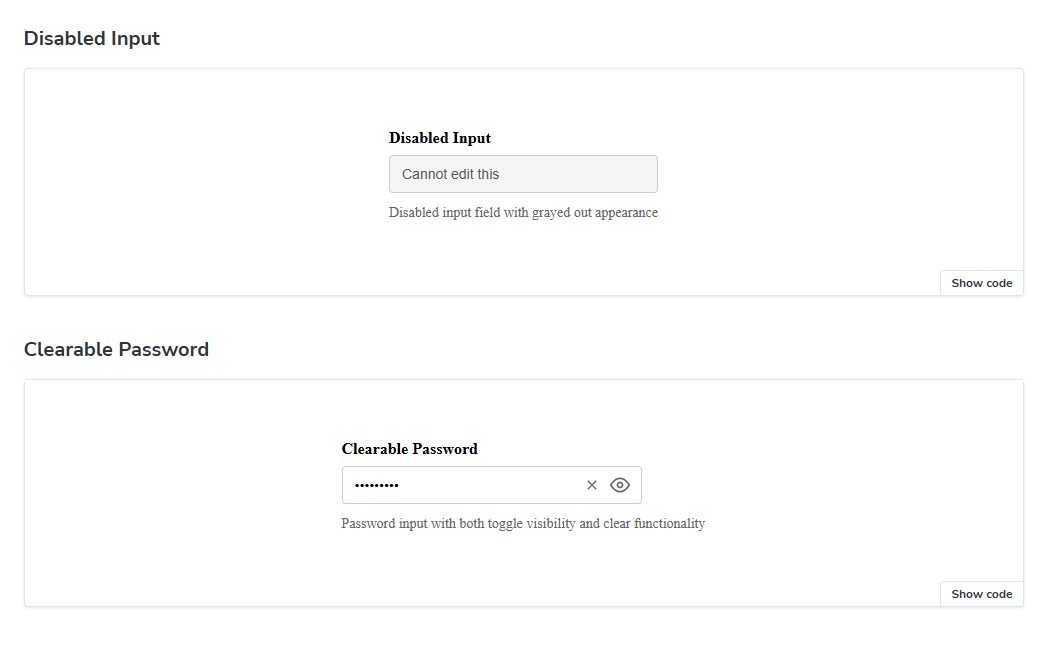 Disabled Input
Disabled Input
Cannot edit this
Disabled input field with grayed out appearance
Show code
Clearable Password
Clearable Password
•••••••••
Password input with both toggle visibility and clear functionality
Show code